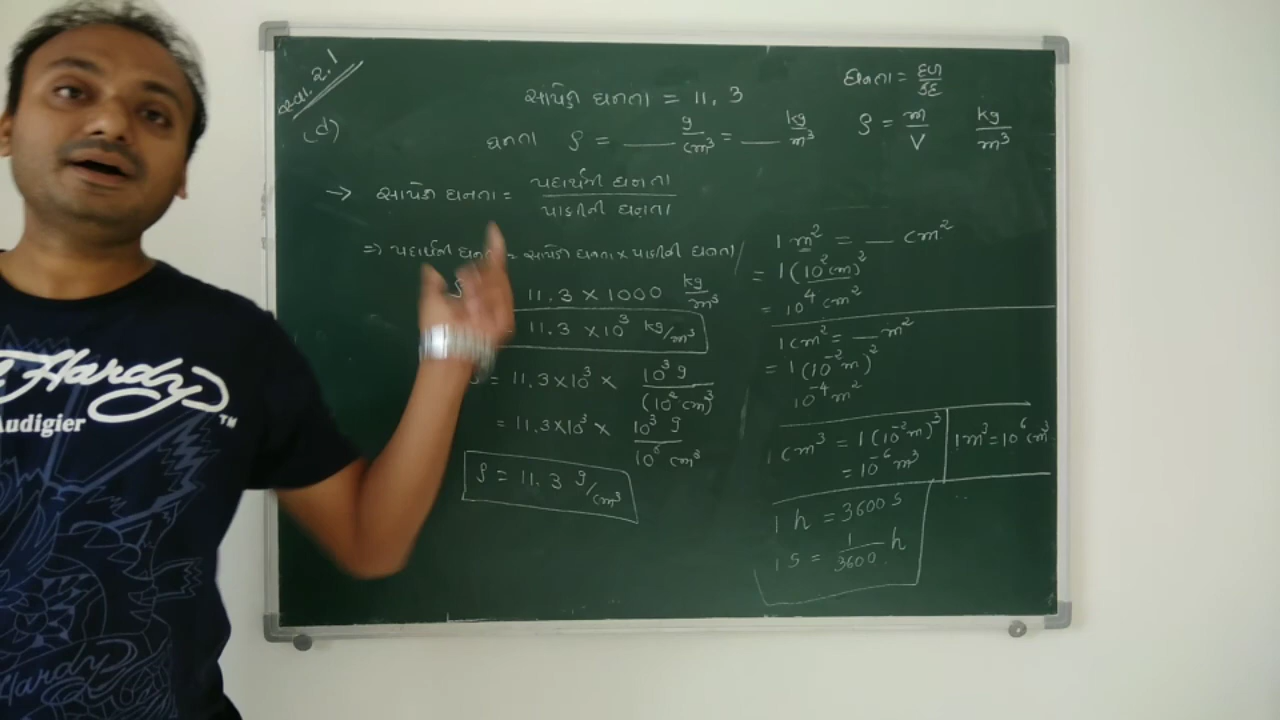 સ્વા. 2.1
(d)
સાપેક્ષ ઘનતા = 11.3
ઘનતા ρ = ___ g/cm³ = ___ kg/m³
ઘનતા = દળ/કદ
ρ = m/V kg/m³
→ સાપેક્ષ ઘનતા = પદાર્થની ઘનતા/પાણીની ઘનતા
⇒ પદાર્થની ઘનતા = સાપેક્ષ ઘનતા × પાણીની ઘનતા
ρ 11.3 × 1000 kg/m³
= 11.3 × 10³ kg/m³
= 11.3 × 10³ × 10³ g/(10² cm)³
= 11.3 × 10³ × 10³ g/10⁶ cm³
ρ = 11.3 g/cm³
1 m² = __ cm²
= 1(10² cm)²
= 10⁴ cm²
1 cm² = __ m²
= 1(10⁻² m)²
10⁻⁴ m²
1 cm³ = 1(10⁻² m)³
= 10⁻⁶ m³
1 m³ = 10⁶ cm³
1 h = 3600 s
1 s = 1/3600 h
Hardy
Audigier
TM